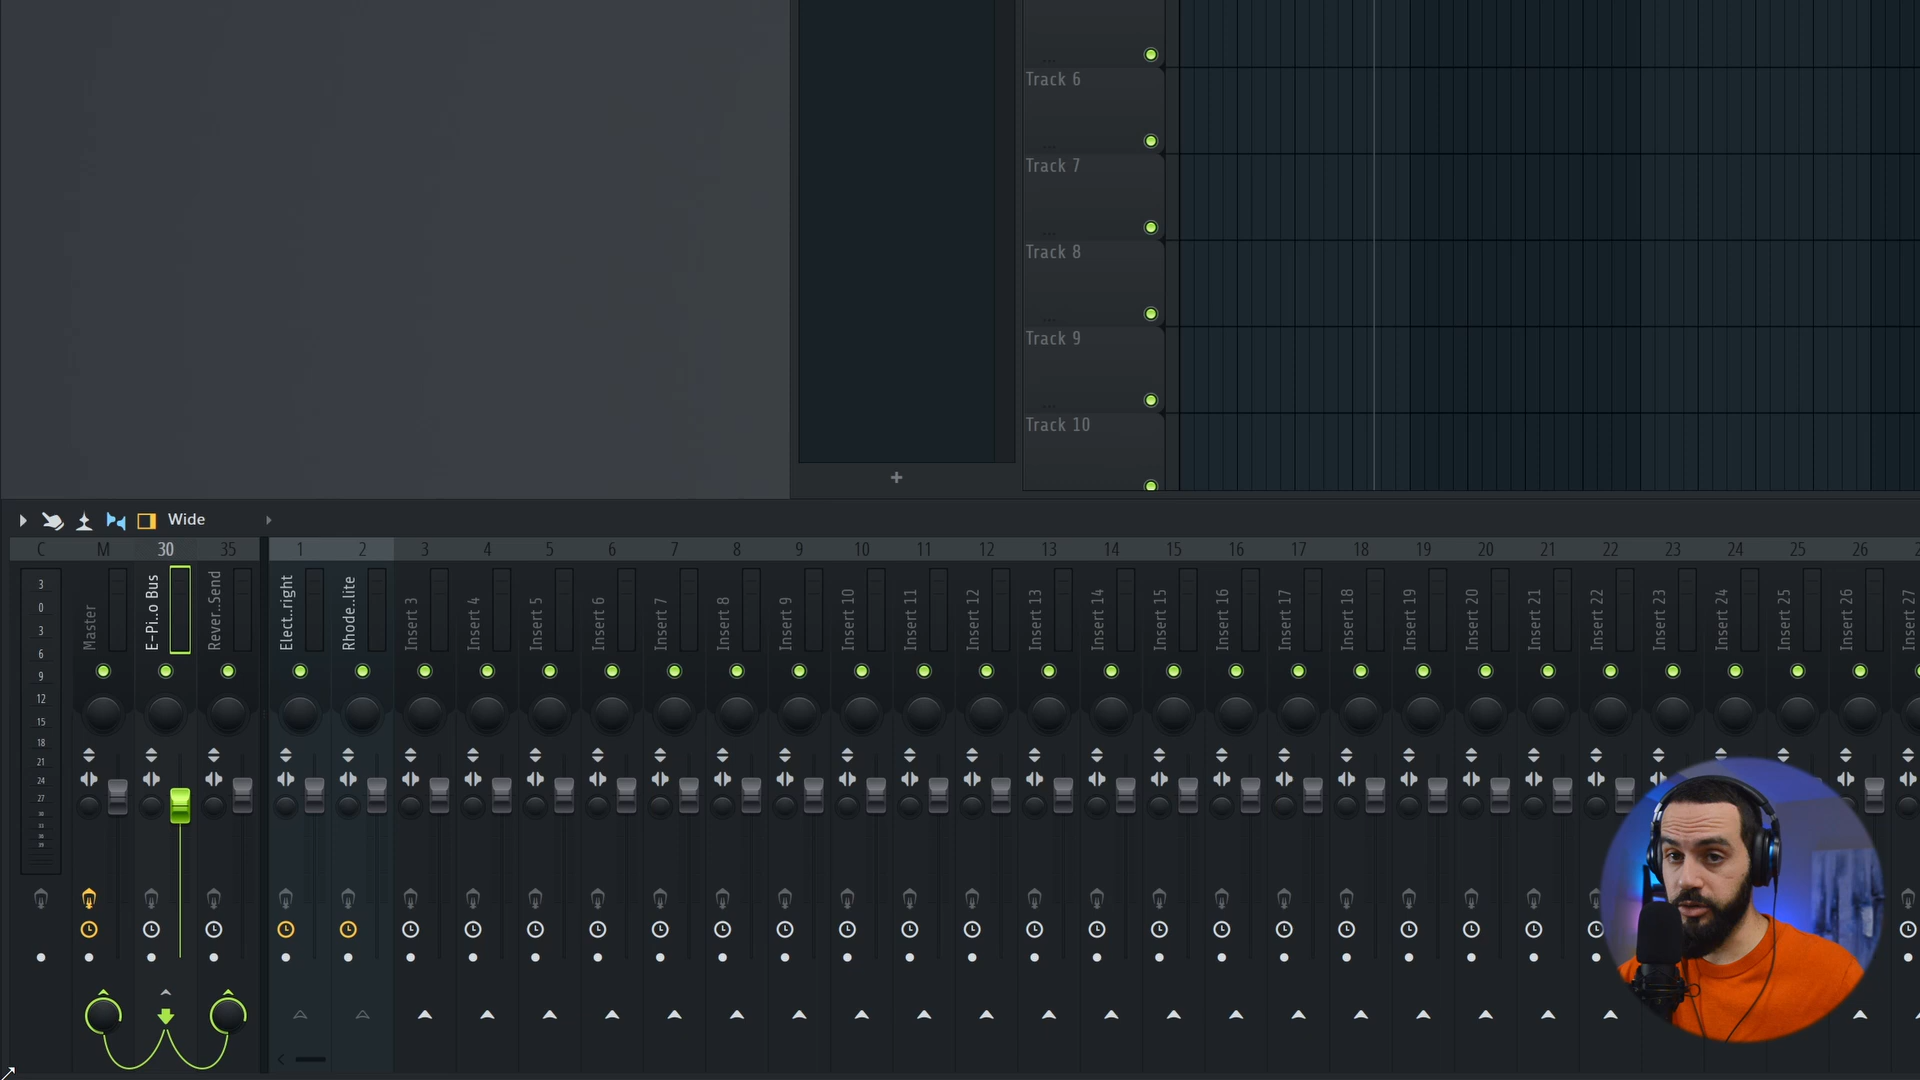 Track 6
Track 7
Track 8
Track 9
Track 10
+
Wide
C M 30 35 1 2 3 4 5 6 7 8 9 10 11 12 13 14 15 16 17 18 19 20 21 22 23 24 25 26
3
0
3
6
9
12
15
18
21
24
27
Master
E-Pi..o Bus
Rever..Send
Elect..right
Rhode..lite
Insert 3
Insert 4
Insert 5
Insert 6
Insert 7
Insert 8
Insert 9
Insert 10
Insert 11
Insert 12
Insert 13
Insert 14
Insert 15
Insert 16
Insert 17
Insert 18
Insert 19
Insert 20
Insert 21
Insert 22
Insert 23
Insert 24
Insert 25
Insert 26
Insert 27